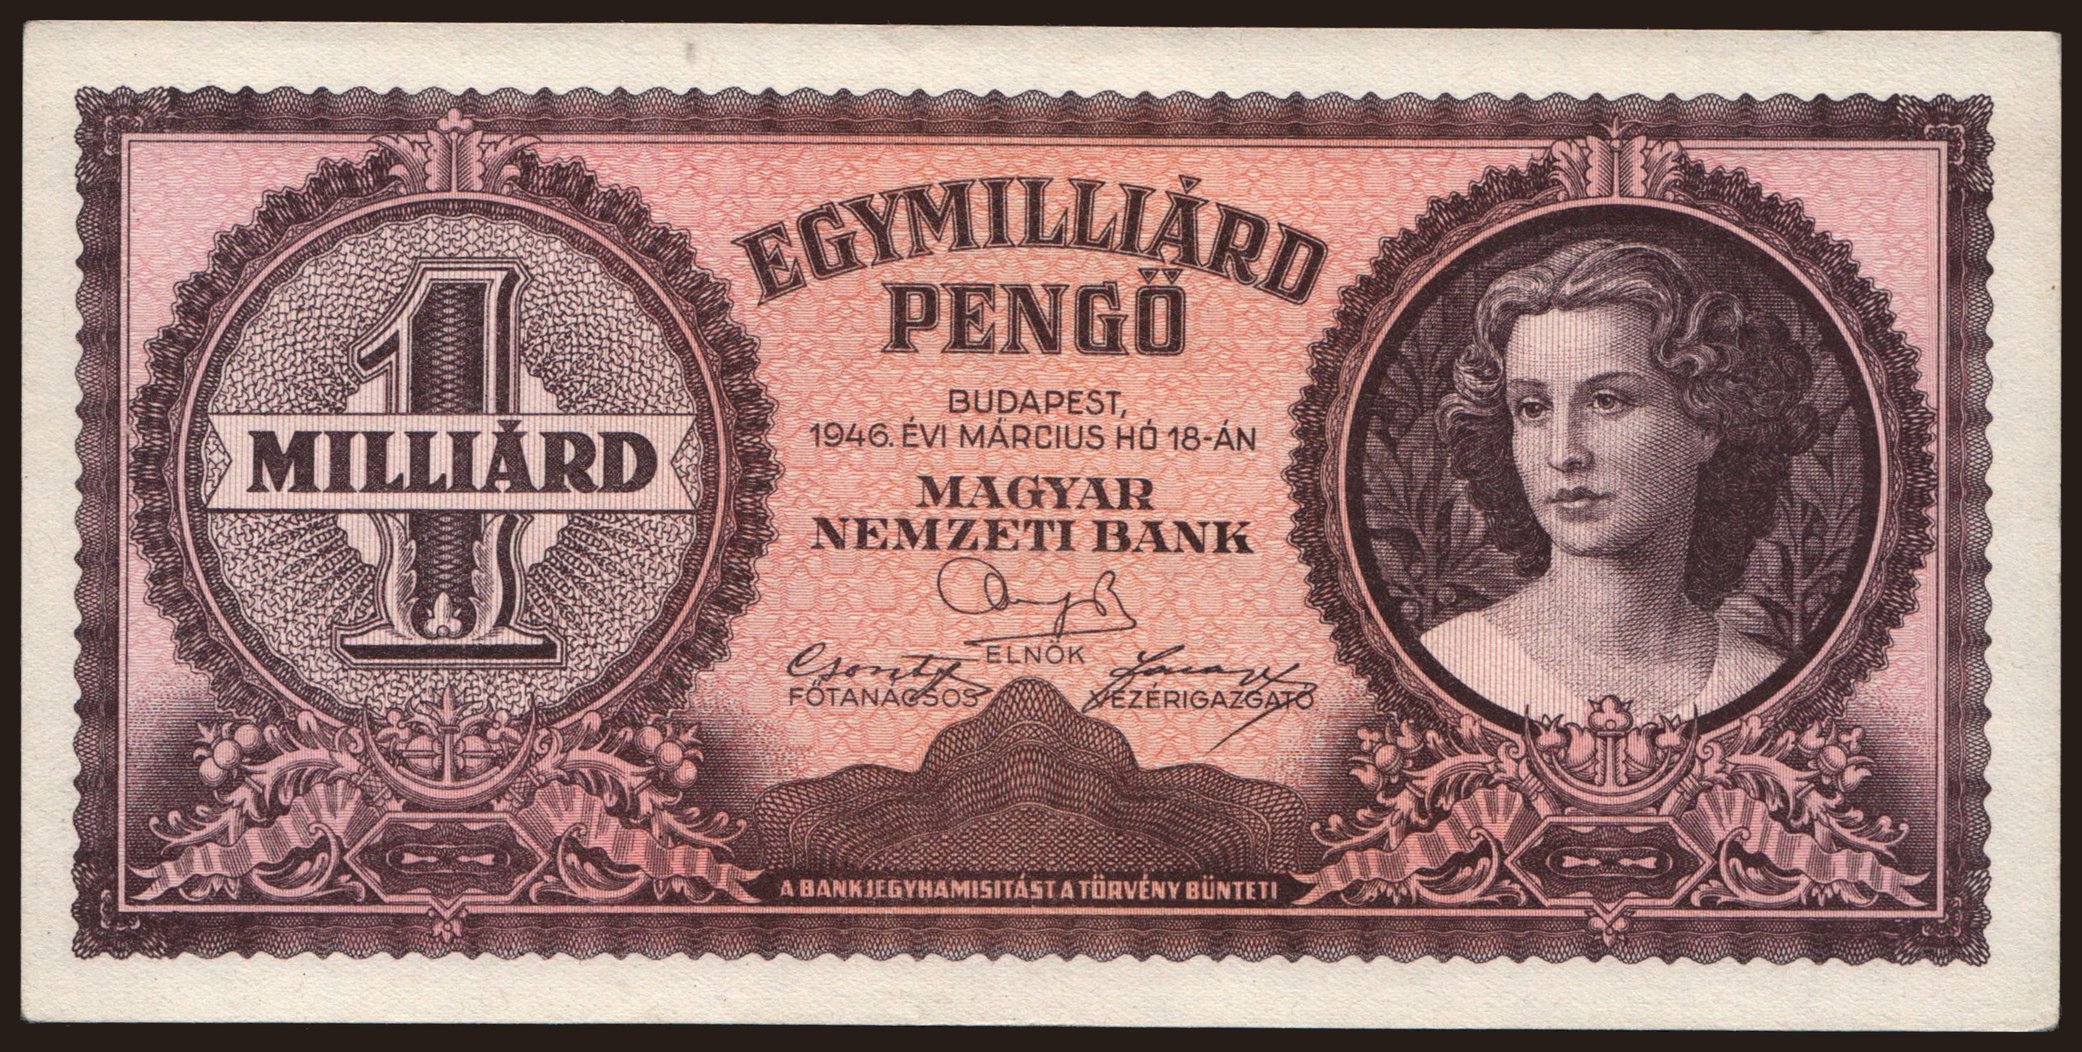 1
MILLIÁRD
EGYMILLIÁRD
PENGŐ
BUDAPEST,
1946. ÉVI MÁRCIUS HÓ 18-ÁN
MAGYAR
NEMZETI BANK
ELNÖK
FŐTANÁCSOS VEZÉRIGAZGATÓ
A BANKJEGYHAMISITÁST A TÖRVÉNY BÜNTETI